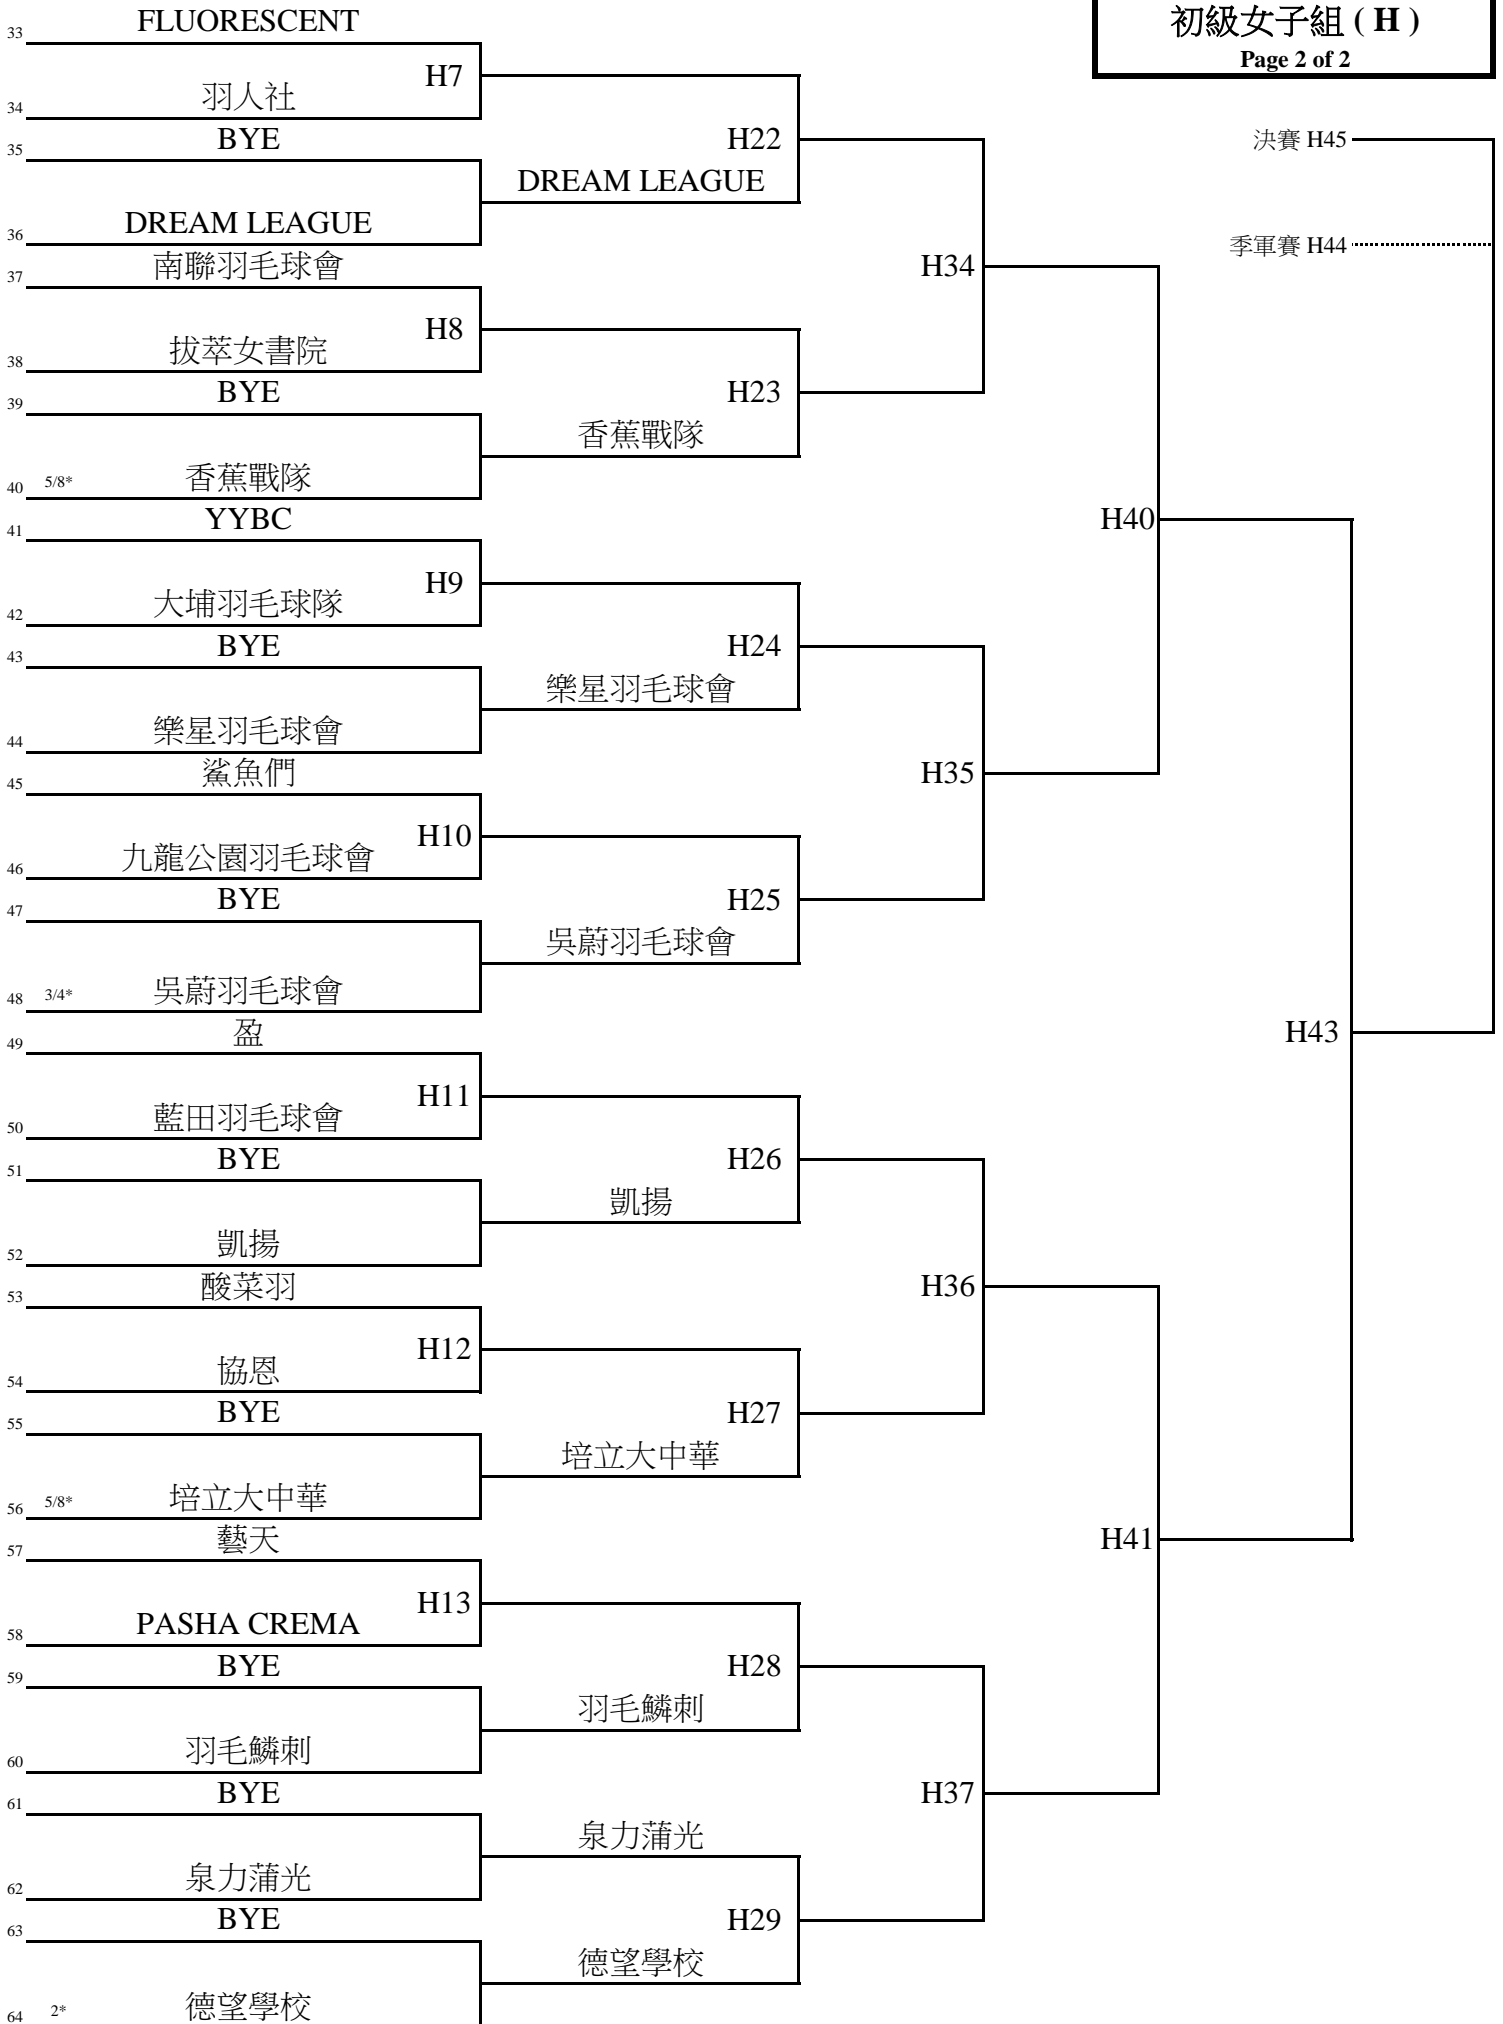 初級女子組 ( H )
Page 2 of 2
決賽 H45
季軍賽 H44
33 FLUORESCENT
H7
34 羽人社
35 BYE
H22
DREAM LEAGUE
36 DREAM LEAGUE
37 南聯羽毛球會
H34
H8
38 拔萃女書院
39 BYE
H23
香蕉戰隊
40 5/8* 香蕉戰隊
41 YYBC
H40
H9
42 大埔羽毛球隊
43 BYE
H24
樂星羽毛球會
44 樂星羽毛球會
45 鯊魚們
H35
H10
46 九龍公園羽毛球會
47 BYE
H25
吳蔚羽毛球會
48 3/4* 吳蔚羽毛球會
49 盈
H43
H11
50 藍田羽毛球會
51 BYE
H26
凱揚
52 凱揚
53 酸菜羽
H36
H12
54 協恩
55 BYE
H27
培立大中華
56 5/8* 培立大中華
57 藝天
H41
H13
58 PASHA CREMA
59 BYE
H28
羽毛鱗刺
60 羽毛鱗刺
61 BYE
H37
泉力蒲光
62 泉力蒲光
63 BYE
H29
德望學校
64 2* 德望學校